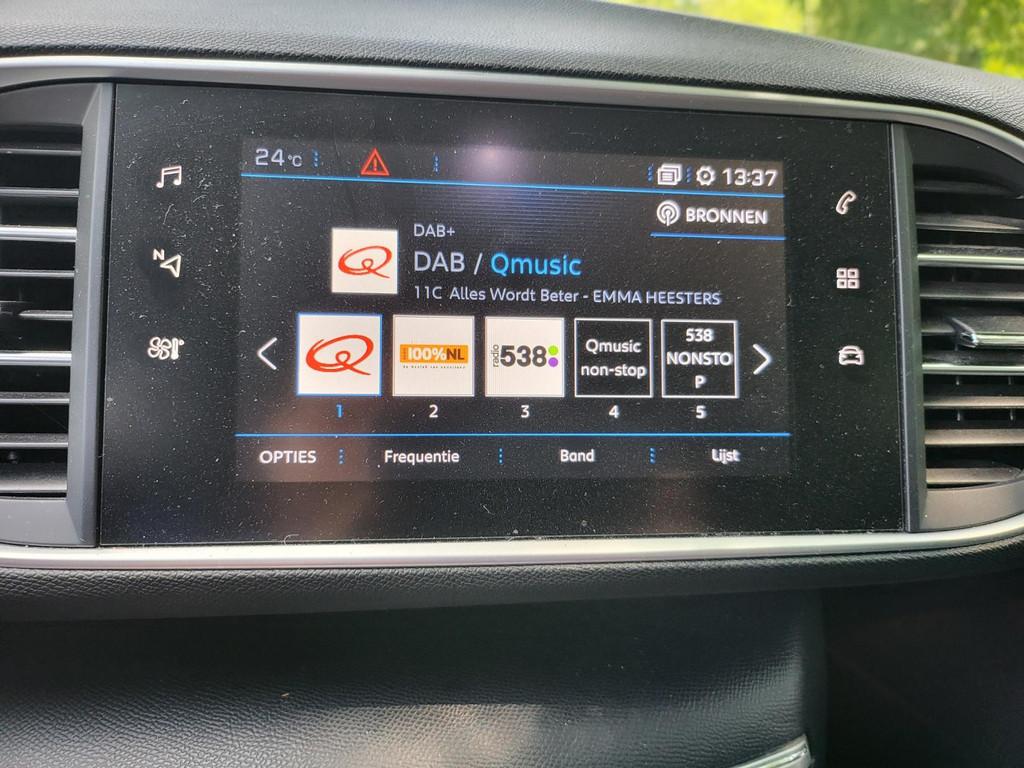 24°C
13:37
BRONNEN
DAB+
DAB / Qmusic
11C Alles Wordt Beter - EMMA HEESTERS
N
Q
Q
100%NL
radio 538
Qmusic
non-stop
538
NONSTO
P
1 2 3 4 5
OPTIES Frequentie Band Lijst